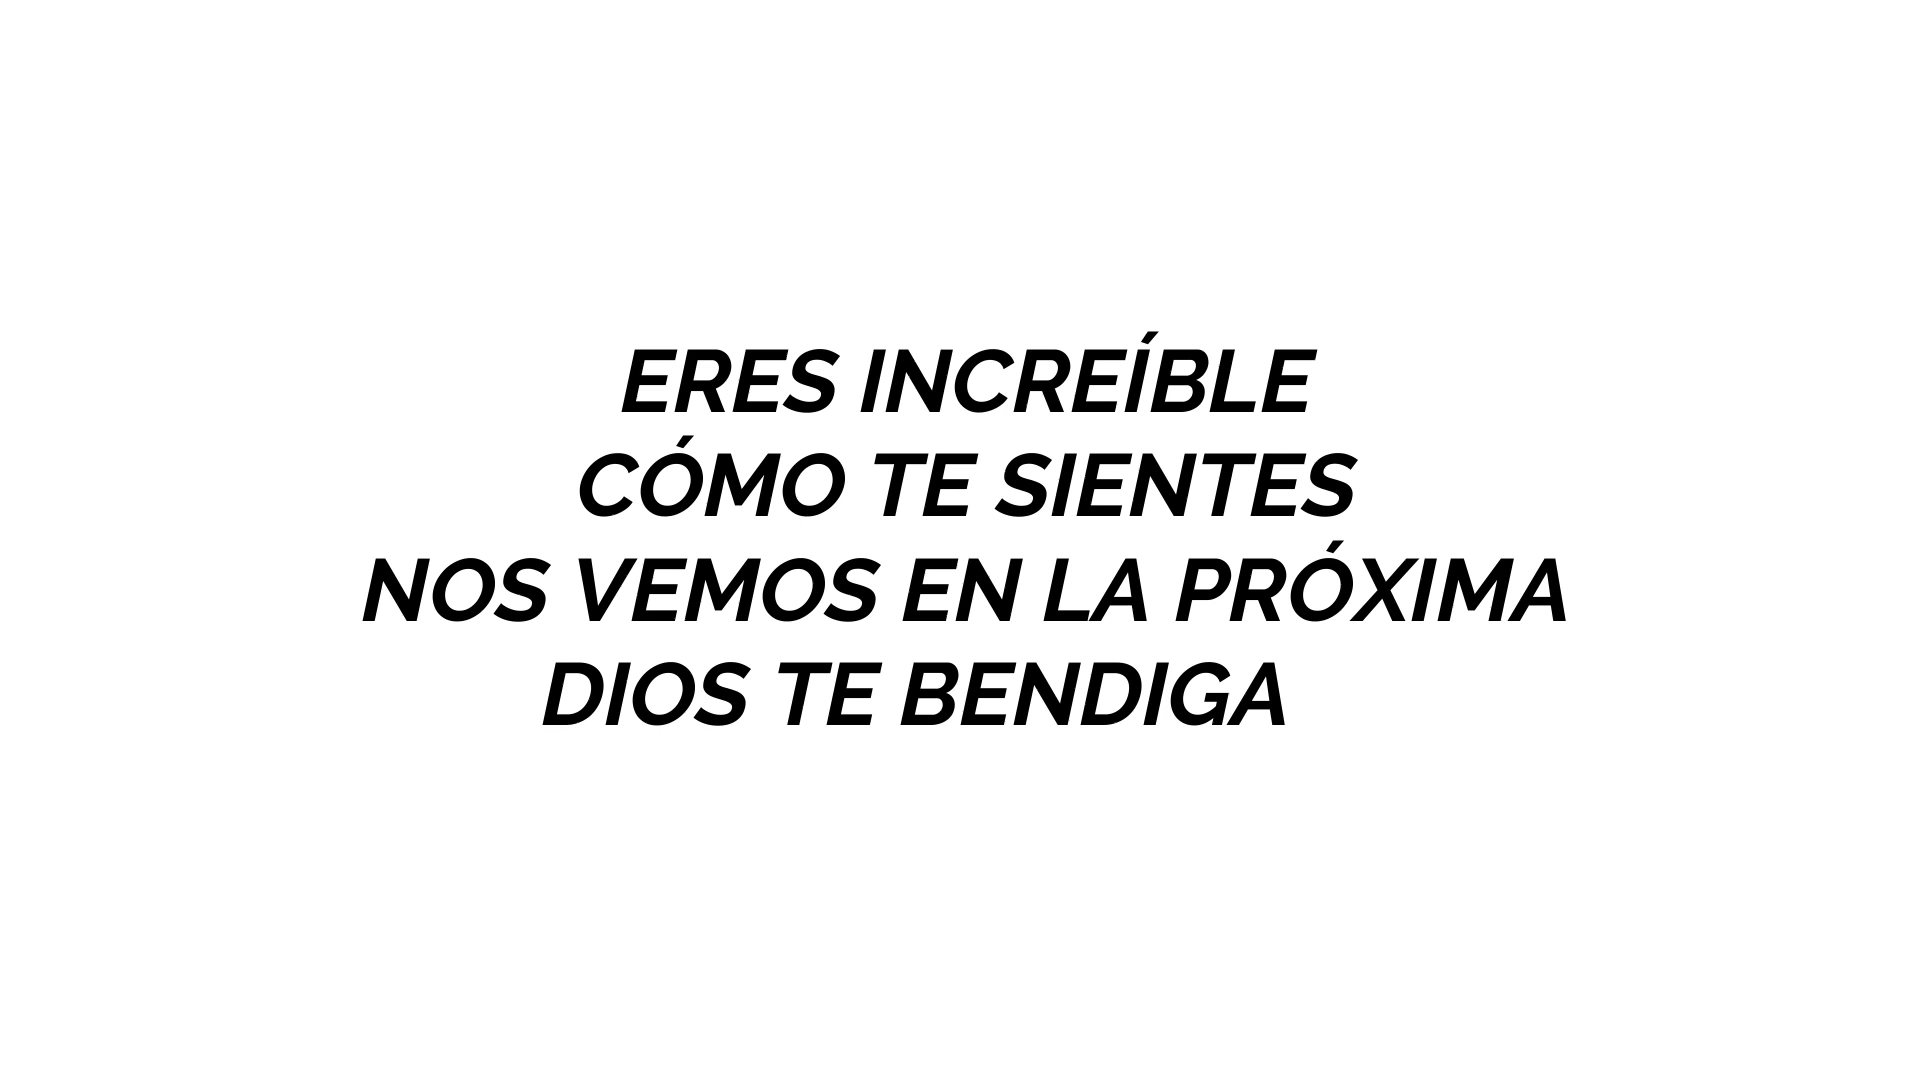 ERES INCREÍBLE
CÓMO TE SIENTES
NOS VEMOS EN LA PRÓXIMA
DIOS TE BENDIGA